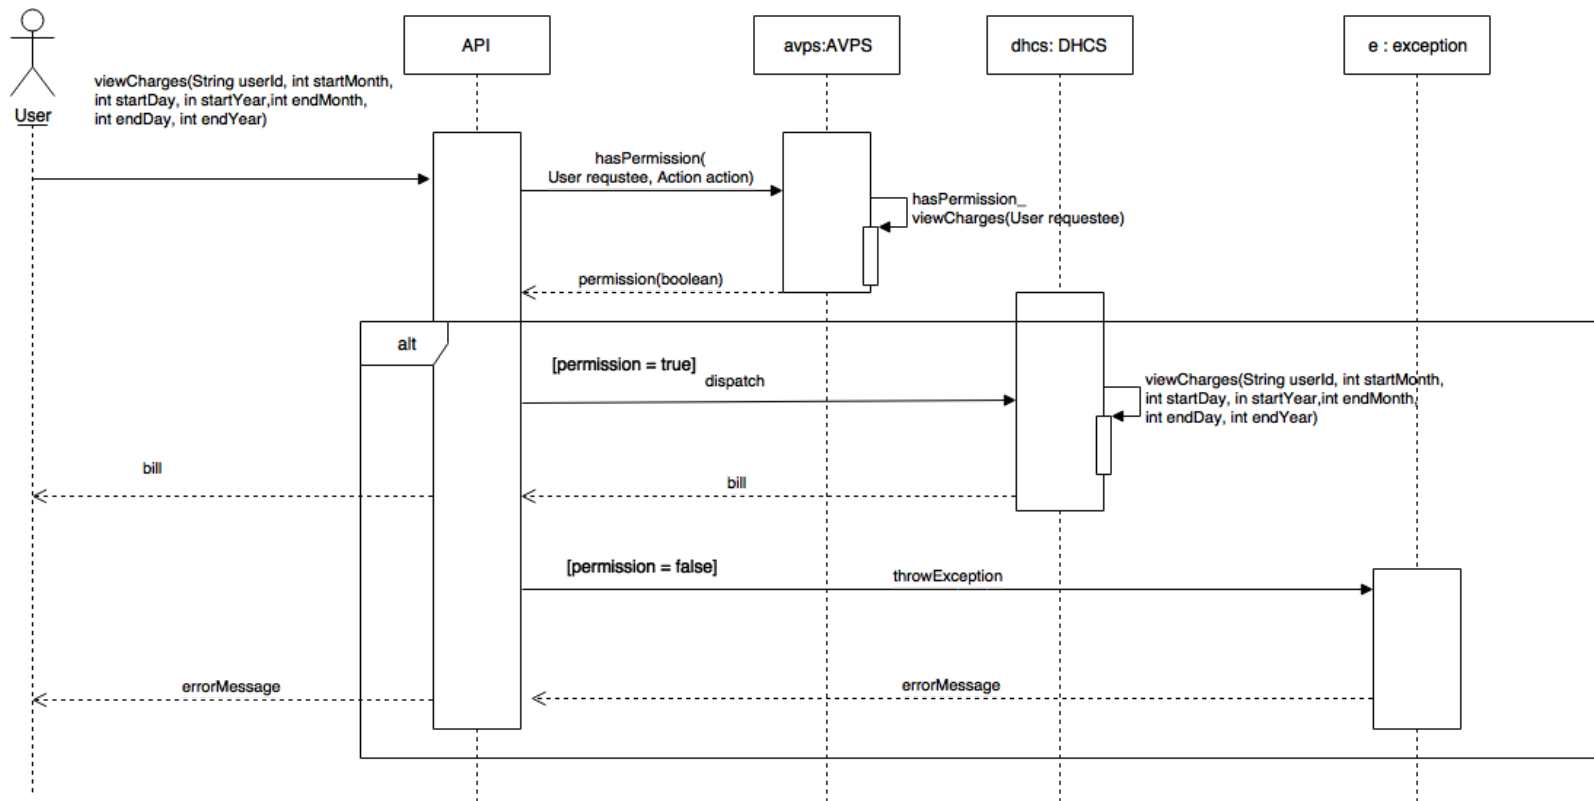 API
avps:AVPS
dhcs: DHCS
e : exception
User
viewCharges(String userId, int startMonth,
int startDay, in startYear,int endMonth,
int endDay, int endYear)
hasPermission(
User requstee, Action action)
hasPermission_
viewCharges(User requestee)
permission(boolean)
alt
[permission = true]
dispatch
viewCharges(String userId, int startMonth,
int startDay, in startYear,int endMonth,
int endDay, int endYear)
bill
bill
[permission = false]
throwException
errorMessage
errorMessage